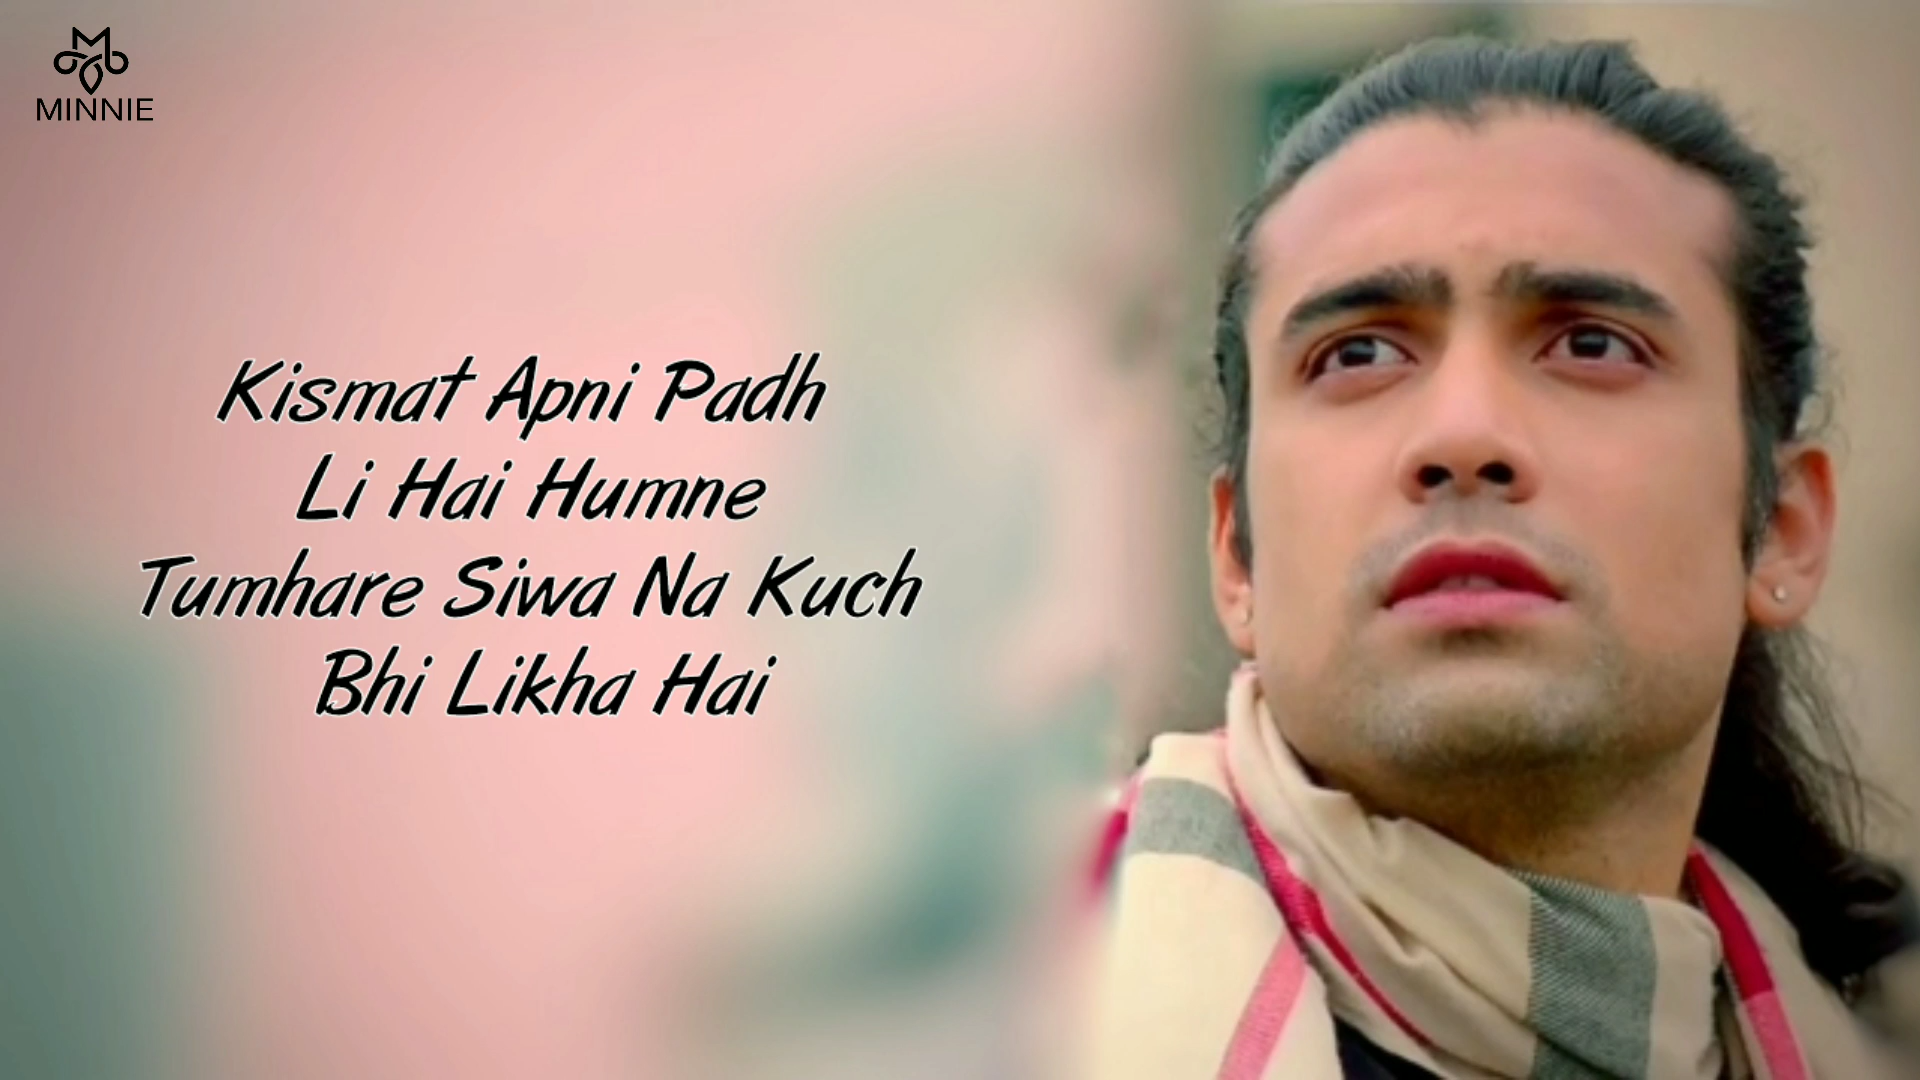 MINNIE
Kismat Apni Padh
Li Hai Humne
Tumhare Siwa Na Kuch
Bhi Likha Hai